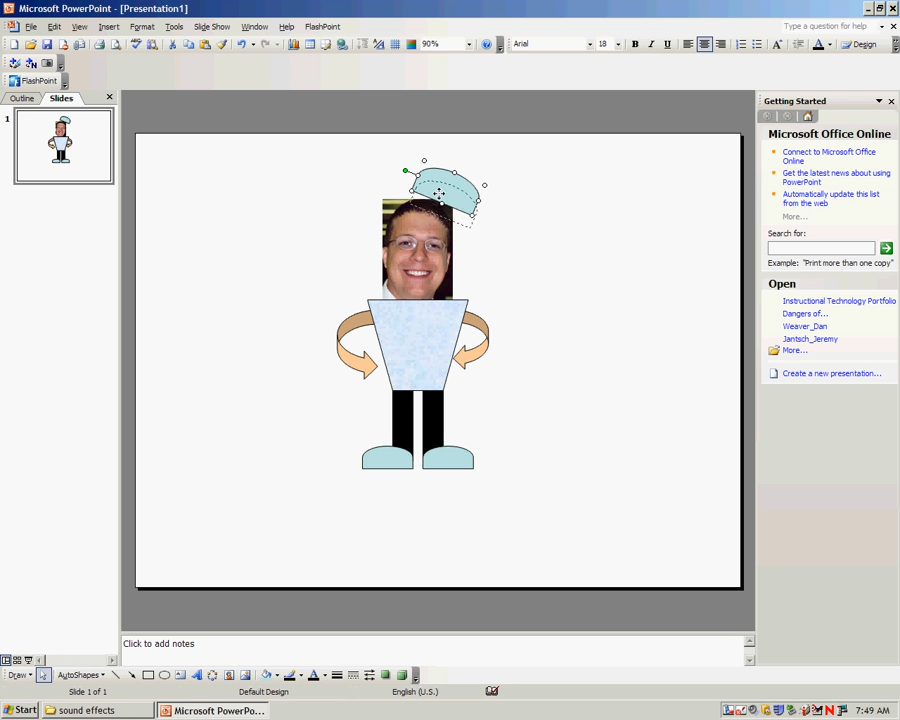 Microsoft PowerPoint - [Presentation1]
File Edit View Insert Format Tools Slide Show Window Help FlashPoint
Type a question for help
90% Arial 18 B I U Design
FlashPoint
Outline Slides
1
Getting Started
Microsoft Office Online
Connect to Microsoft Office
Online
Get the latest news about using
PowerPoint
Automatically update this list
from the web
More...
Search for:
Example: "Print more than one copy"
Open
Instructional Technology Portfolio
Dangers of...
Weaver_Dan
Jantsch_Jeremy
More...
Create a new presentation...
Click to add notes
Draw AutoShapes
Slide 1 of 1 Default Design English (U.S.)
Start sound effects Microsoft PowerPo... 7:49 AM